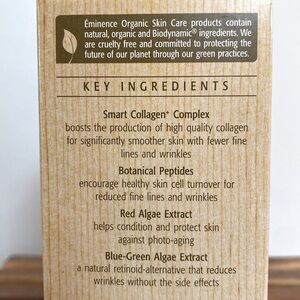 Éminence Organic Skin Care products contain
natural, organic and Biodynamic® ingredients. We
are cruelty free and committed to protecting the
future of our planet through our green practices.
KEY INGREDIENTS
Smart Collagen+ Complex
boosts the production of high quality collagen
for significantly smoother skin with fewer fine
lines and wrinkles
Botanical Peptides
encourage healthy skin cell turnover for
reduced fine lines and wrinkles
Red Algae Extract
helps condition and protect skin
against photo-aging
Blue-Green Algae Extract
a natural retinoid-alternative that reduces
wrinkles without the side effects